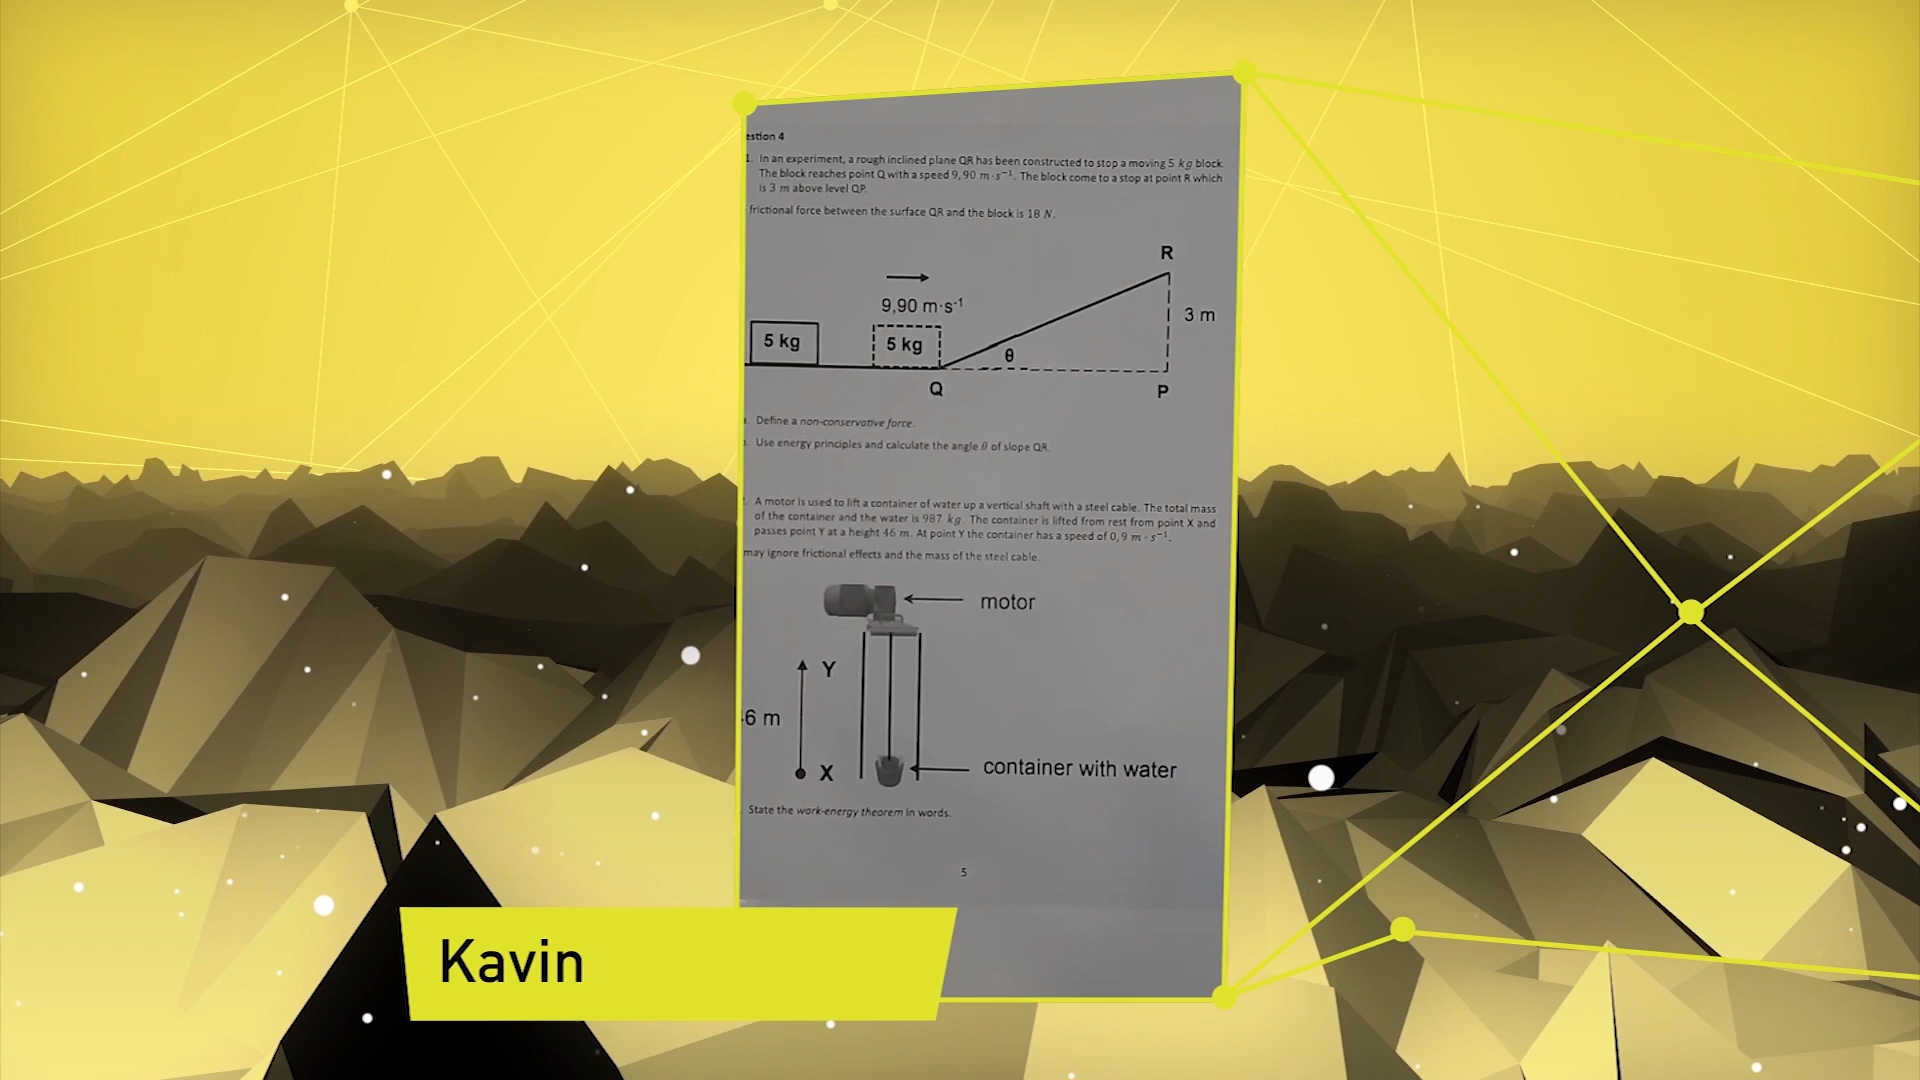 estion 4
1. In an experiment, a rough inclined plane QR has been constructed to stop a moving 5 kg block.
The block reaches point Q with a speed 9,90 m·s⁻¹. The block come to a stop at point R which
is 3 m above level QP.
frictional force between the surface QR and the block is 18 N.
R
9,90 m·s⁻¹
3 m
5 kg
5 kg
θ
Q
P
Define a non-conservative force.
Use energy principles and calculate the angle θ of slope QR.
A motor is used to lift a container of water up a vertical shaft with a steel cable. The total mass
of the container and the water is 987 kg. The container is lifted from rest from point X and
passes point Y at a height 46 m. At point Y the container has a speed of 0,9 m·s⁻¹.
may ignore frictional effects and the mass of the steel cable.
motor
Y
6 m
X
container with water
State the work-energy theorem in words.
5
Kavin